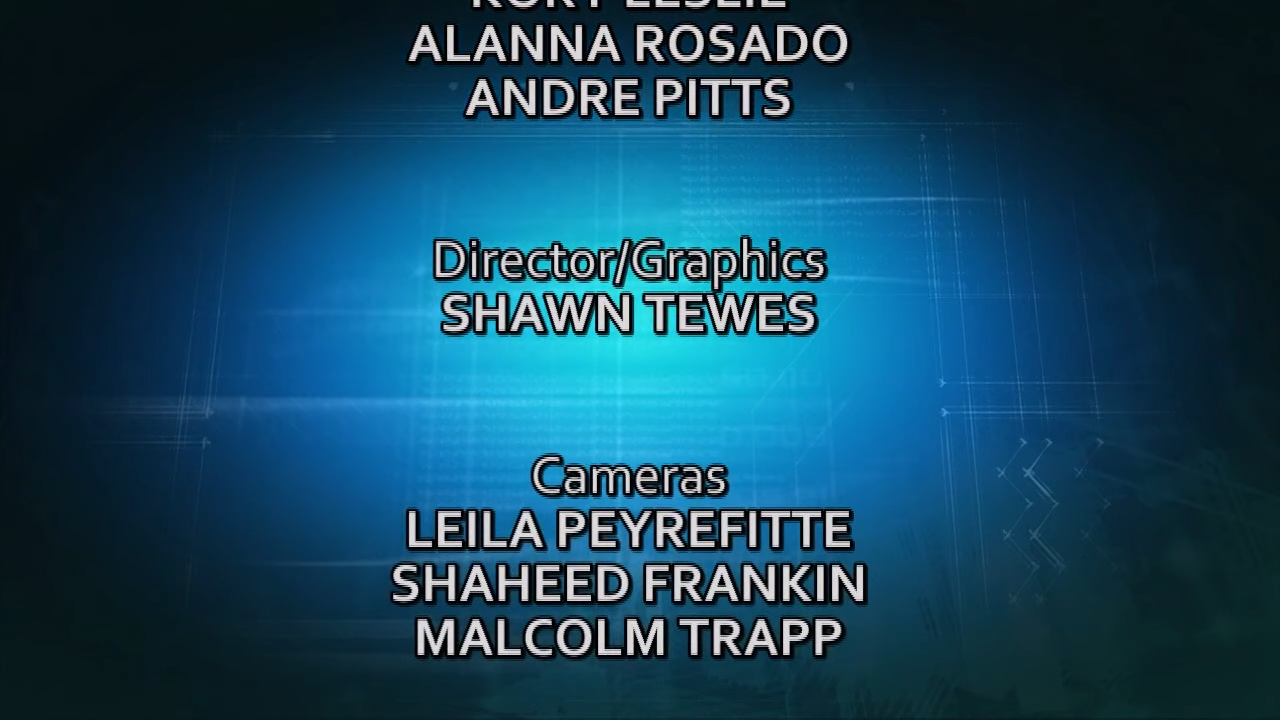 ALANNA ROSADO
ANDRE PITTS
Director/Graphics
SHAWN TEWES
Cameras
LEILA PEYREFITTE
SHAHEED FRANKIN
MALCOLM TRAPP